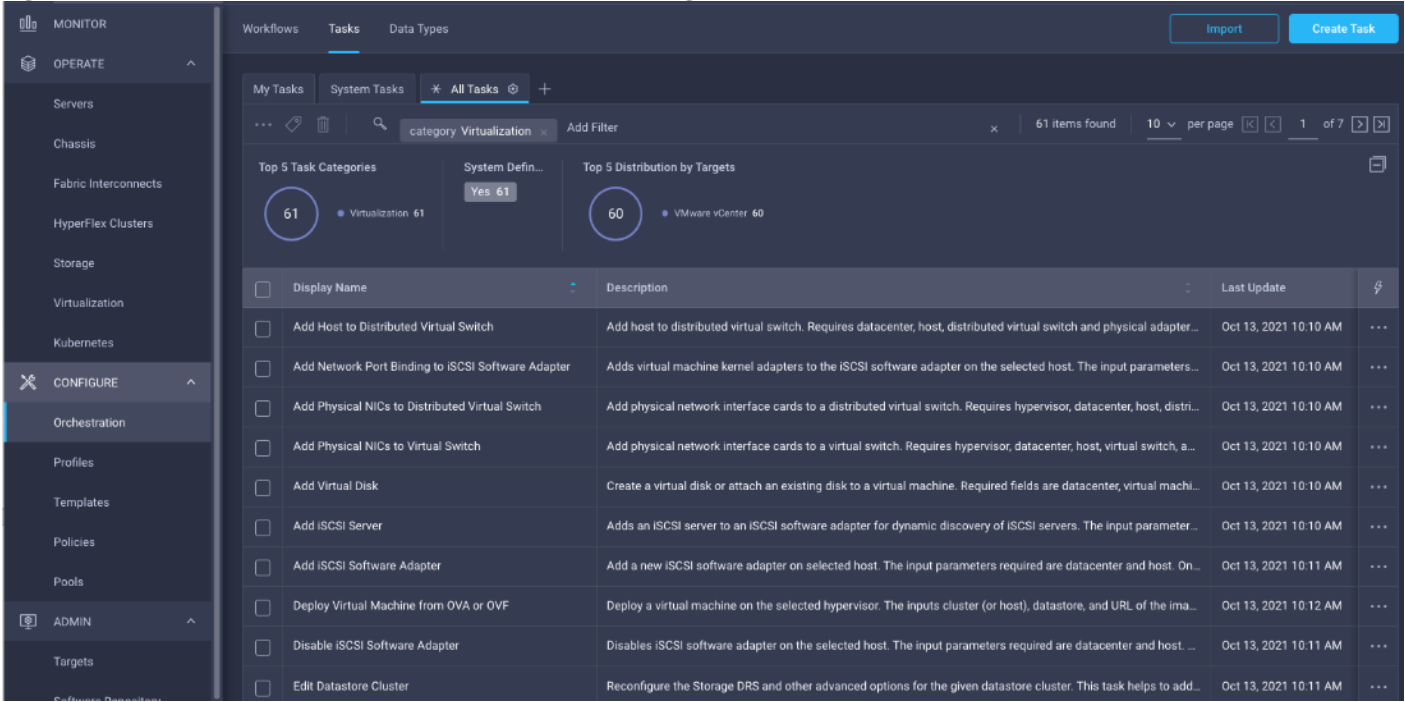 MONITOR
OPERATE
Servers
Chassis
Fabric Interconnects
HyperFlex Clusters
Storage
Virtualization
Kubernetes
CONFIGURE
Orchestration
Profiles
Templates
Policies
Pools
ADMIN
Targets
Software Repository
Workflows Tasks Data Types Import Create Task
My Tasks System Tasks All Tasks
category Virtualization × Add Filter × 61 items found 10 per page 1 of 7
Top 5 Task Categories System Defin... Top 5 Distribution by Targets
Yes 61
61 Virtualization 61 60 VMware vCenter 60
Display Name Description Last Update
Add Host to Distributed Virtual Switch Add host to distributed virtual switch. Requires datacenter, host, distributed virtual switch and physical adapter... Oct 13, 2021 10:10 AM ...
Add Network Port Binding to iSCSI Software Adapter Adds virtual machine kernel adapters to the iSCSI software adapter on the selected host. The input parameters... Oct 13, 2021 10:10 AM ...
Add Physical NICs to Distributed Virtual Switch Add physical network interface cards to a distributed virtual switch. Requires hypervisor, datacenter, host, distri... Oct 13, 2021 10:10 AM ...
Add Physical NICs to Virtual Switch Add physical network interface cards to a virtual switch. Requires hypervisor, datacenter, host, virtual switch, a... Oct 13, 2021 10:10 AM ...
Add Virtual Disk Create a virtual disk or attach an existing disk to a virtual machine. Required fields are datacenter, virtual machi... Oct 13, 2021 10:10 AM ...
Add iSCSI Server Adds an iSCSI server to an iSCSI software adapter for dynamic discovery of iSCSI servers. The input parameter... Oct 13, 2021 10:10 AM ...
Add iSCSI Software Adapter Add a new iSCSI software adapter on selected host. The input parameters required are datacenter and host. On... Oct 13, 2021 10:11 AM ...
Deploy Virtual Machine from OVA or OVF Deploy a virtual machine on the selected hypervisor. The inputs cluster (or host), datastore, and URL of the ima... Oct 13, 2021 10:12 AM ...
Disable iSCSI Software Adapter Disables iSCSI software adapter on the selected host. The input parameters required are datacenter and host. ... Oct 13, 2021 10:11 AM ...
Edit Datastore Cluster Reconfigure the Storage DRS and other advanced options for the given datastore cluster. This task helps to add... Oct 13, 2021 10:11 AM ...